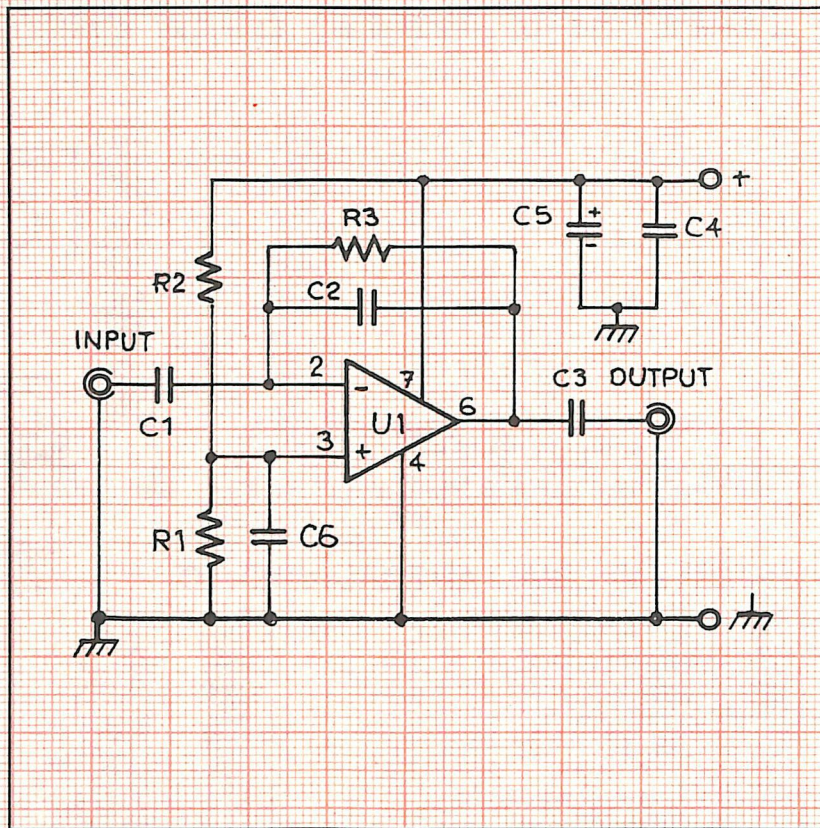 +
R3
C5
+
-
C4
R2
C2
INPUT
2
7
C3
OUTPUT
-
6
C1
U1
3
+
4
R1
C6